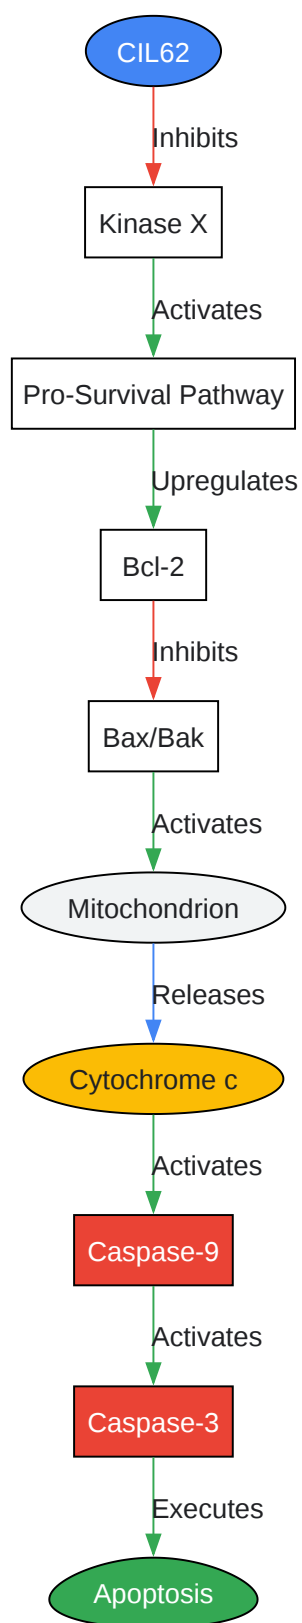 CIL62
Inhibits
Kinase X
Activates
Pro-Survival Pathway
Upregulates
Bcl-2
Inhibits
Bax/Bak
Activates
Mitochondrion
Releases
Cytochrome c
Activates
Caspase-9
Activates
Caspase-3
Executes
Apoptosis